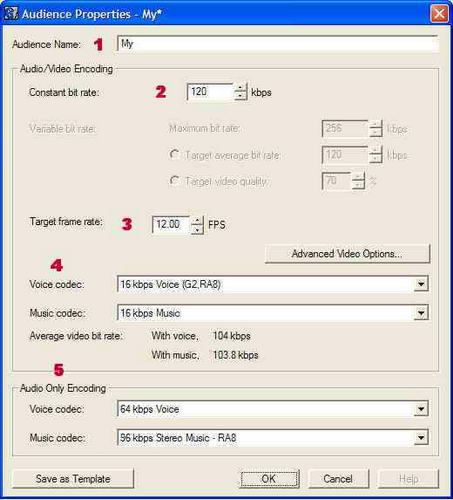 Audience Properties - My*
Audience Name: 1 My
Audio/Video Encoding
Constant bit rate: 2 120 kbps
Variable bit rate: Maximum bit rate: 256 kbps
Target average bit rate: 120 kbps
Target video quality: 70 %
Target frame rate: 3 12.00 FPS
Advanced Video Options...
4
Voice codec: 16 kbps Voice (G2,RA8)
Music codec: 16 kbps Music
Average video bit rate: With voice, 104 kbps
With music, 103.8 kbps
5
Audio Only Encoding
Voice codec: 64 kbps Voice
Music codec: 96 kbps Stereo Music - RA8
Save as Template OK Cancel Help